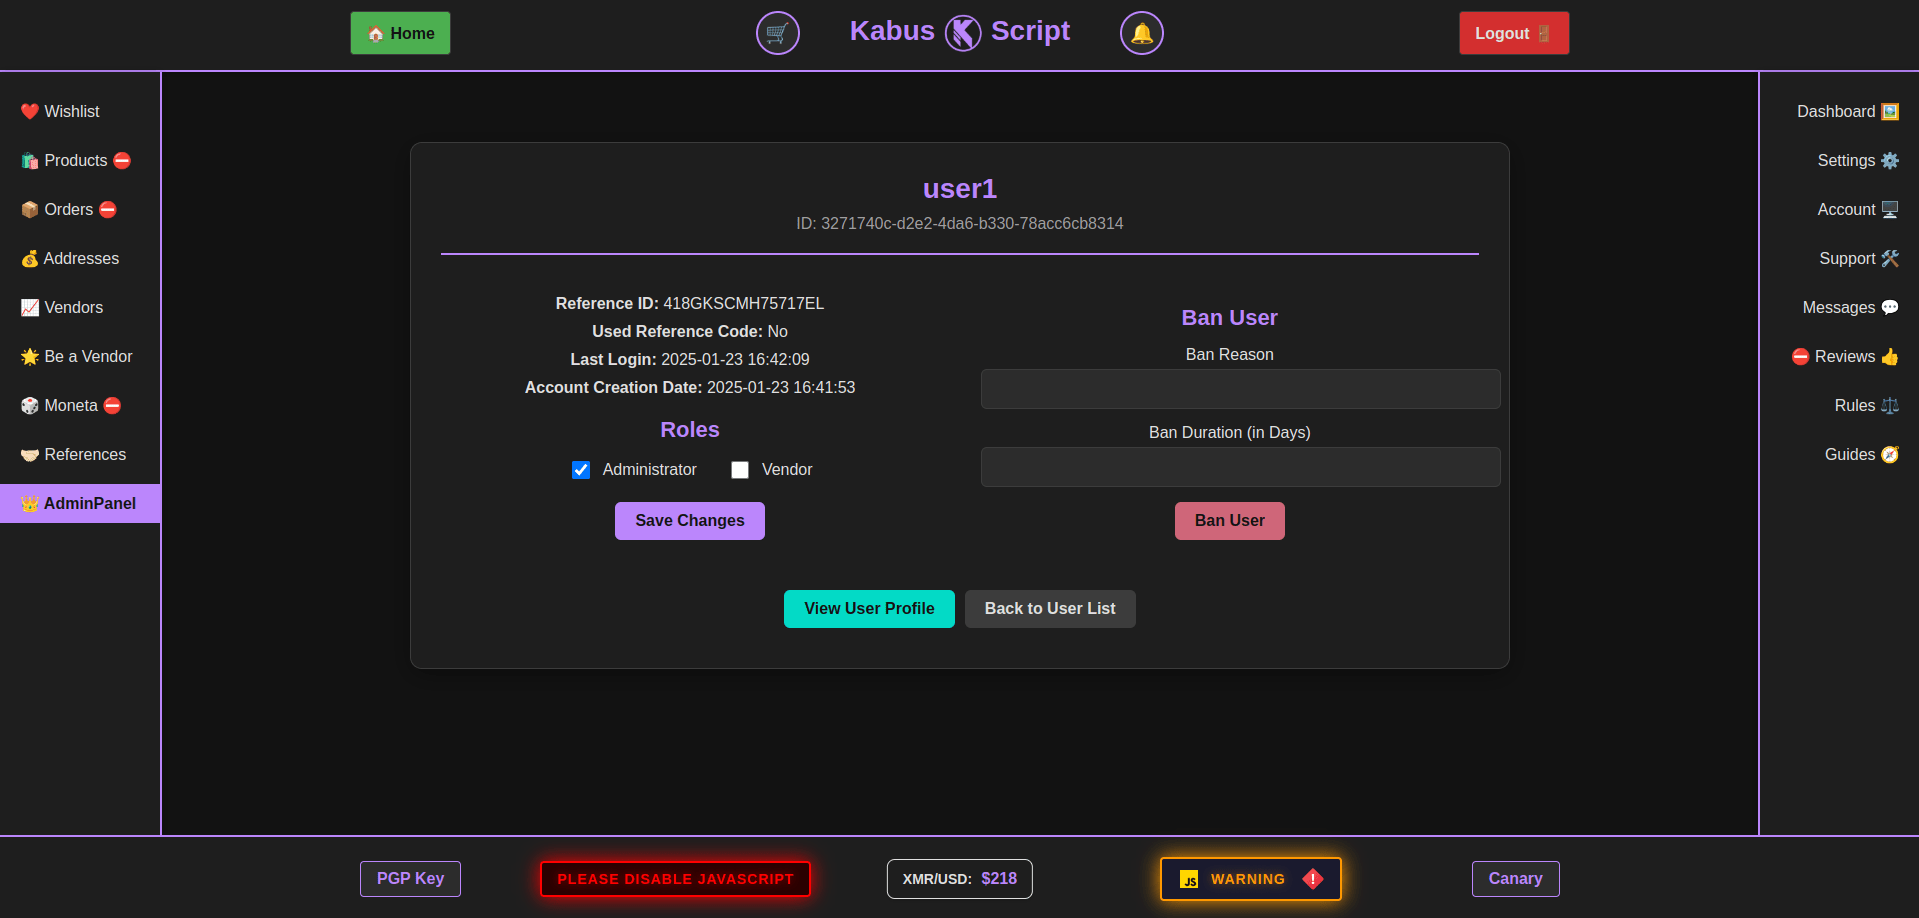 Home
Kabus Script
Logout
Wishlist
Products
Orders
Addresses
Vendors
Be a Vendor
Moneta
References
AdminPanel
user1
ID: 3271740c-d2e2-4da6-b330-78acc6cb8314
Reference ID: 418GKSCMH75717EL
Used Reference Code: No
Last Login: 2025-01-23 16:42:09
Account Creation Date: 2025-01-23 16:41:53
Roles
Administrator Vendor
Save Changes
Ban User
Ban Reason
Ban Duration (in Days)
Ban User
View User Profile
Back to User List
Dashboard
Settings
Account
Support
Messages
Reviews
Rules
Guides
PGP Key
PLEASE DISABLE JAVASCRIPT
XMR/USD: $218
JS WARNING
Canary